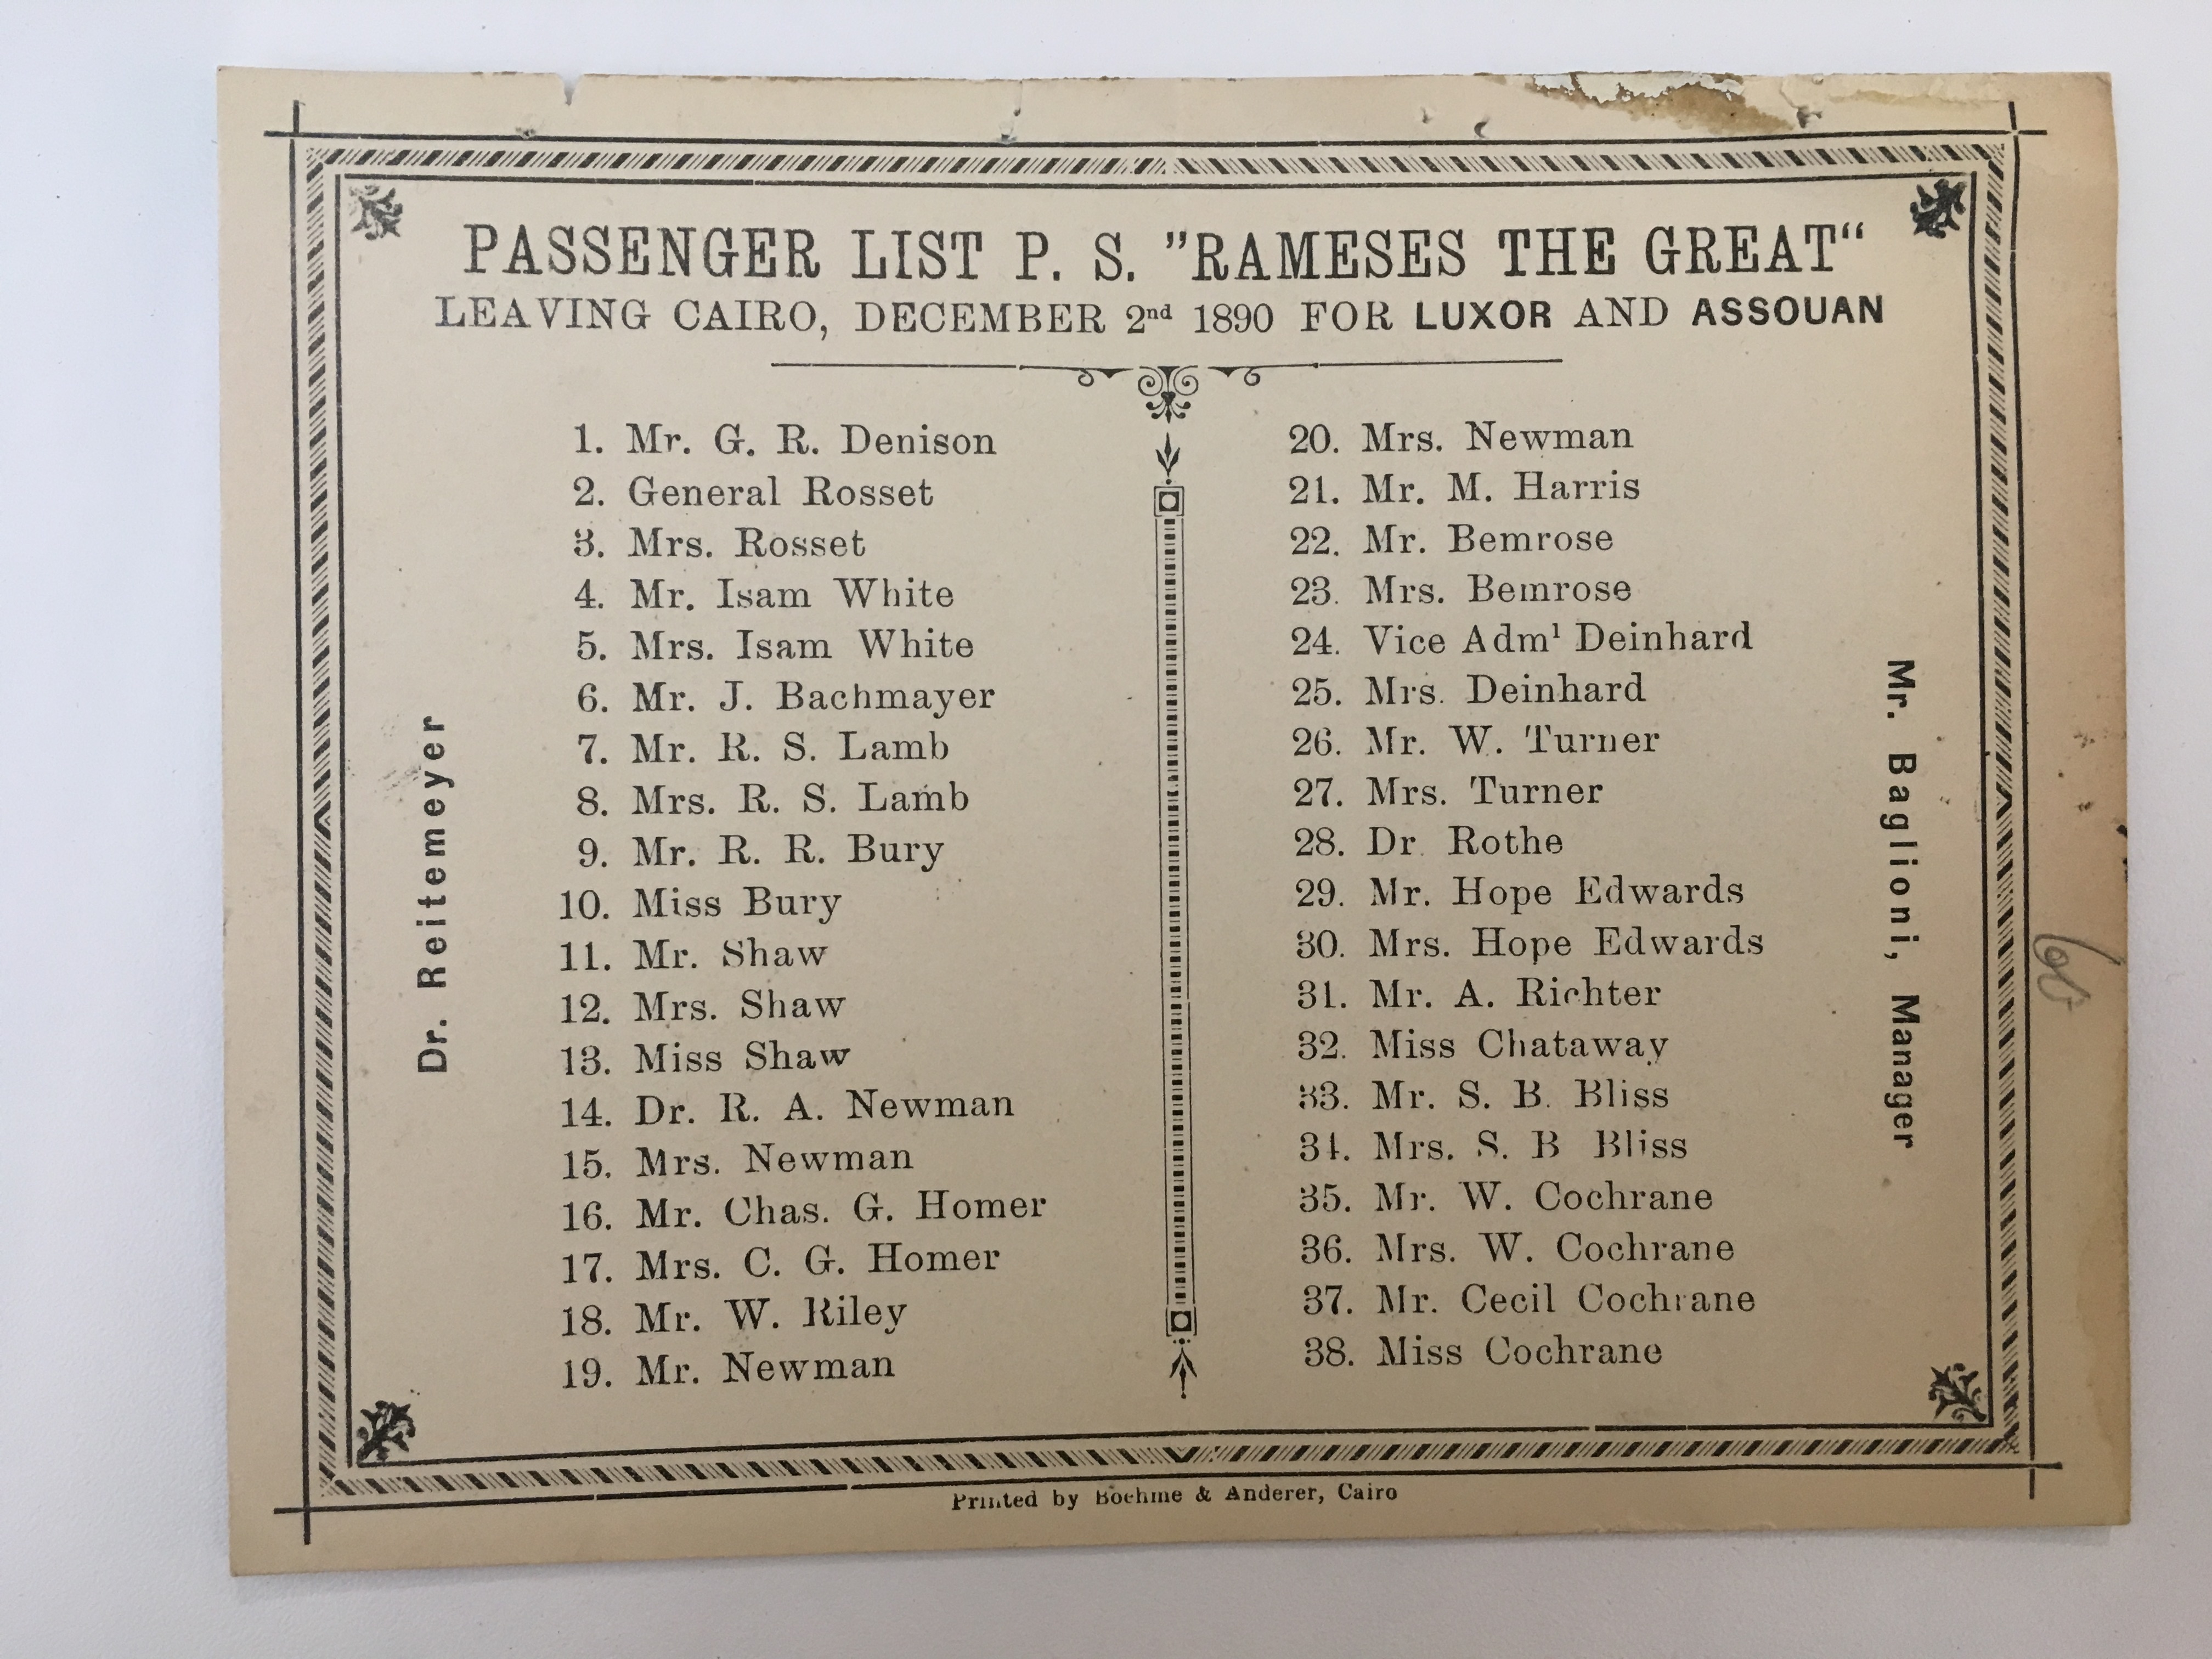 PASSENGER LIST P. S. "RAMESES THE GREAT"
LEAVING CAIRO, DECEMBER 2nd 1890 FOR LUXOR AND ASSOUAN
Dr. Reitemeyer
1. Mr. G. R. Denison
2. General Rosset
3. Mrs. Rosset
4. Mr. Isam White
5. Mrs. Isam White
6. Mr. J. Bachmayer
7. Mr. R. S. Lamb
8. Mrs. R. S. Lamb
9. Mr. R. R. Bury
10. Miss Bury
11. Mr. Shaw
12. Mrs. Shaw
13. Miss Shaw
14. Dr. R. A. Newman
15. Mrs. Newman
16. Mr. Chas. G. Homer
17. Mrs. C. G. Homer
18. Mr. W. Riley
19. Mr. Newman
20. Mrs. Newman
21. Mr. M. Harris
22. Mr. Bemrose
23. Mrs. Bemrose
24. Vice Adml Deinhard
25. Mrs. Deinhard
26. Mr. W. Turner
27. Mrs. Turner
28. Dr. Rothe
29. Mr. Hope Edwards
30. Mrs. Hope Edwards
31. Mr. A. Richter
32. Miss Chataway
33. Mr. S. B. Bliss
34. Mrs. S. B Bliss
35. Mr. W. Cochrane
36. Mrs. W. Cochrane
37. Mr. Cecil Cochrane
38. Miss Cochrane
Mr. Baglioni, Manager
Printed by Boehme & Anderer, Cairo